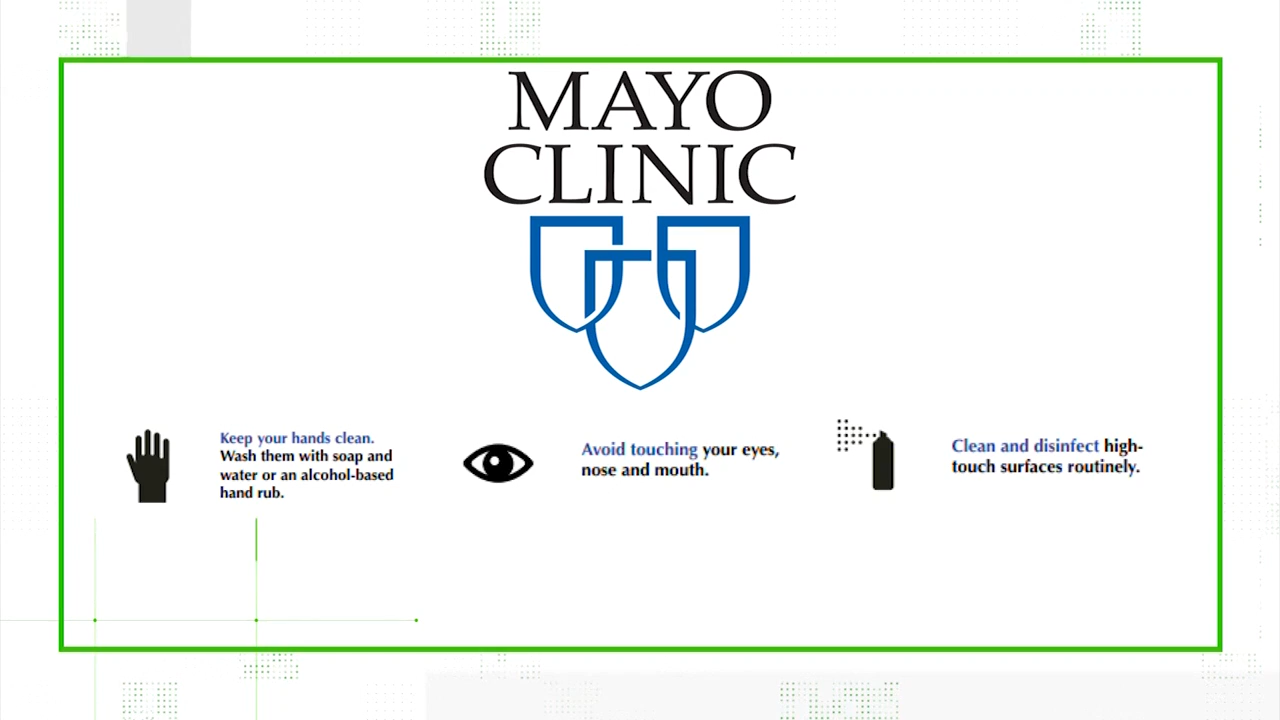 MAYO
CLINIC
Keep your hands clean.
Wash them with soap and
water or an alcohol-based
hand rub.
Avoid touching your eyes,
nose and mouth.
Clean and disinfect high-
touch surfaces routinely.